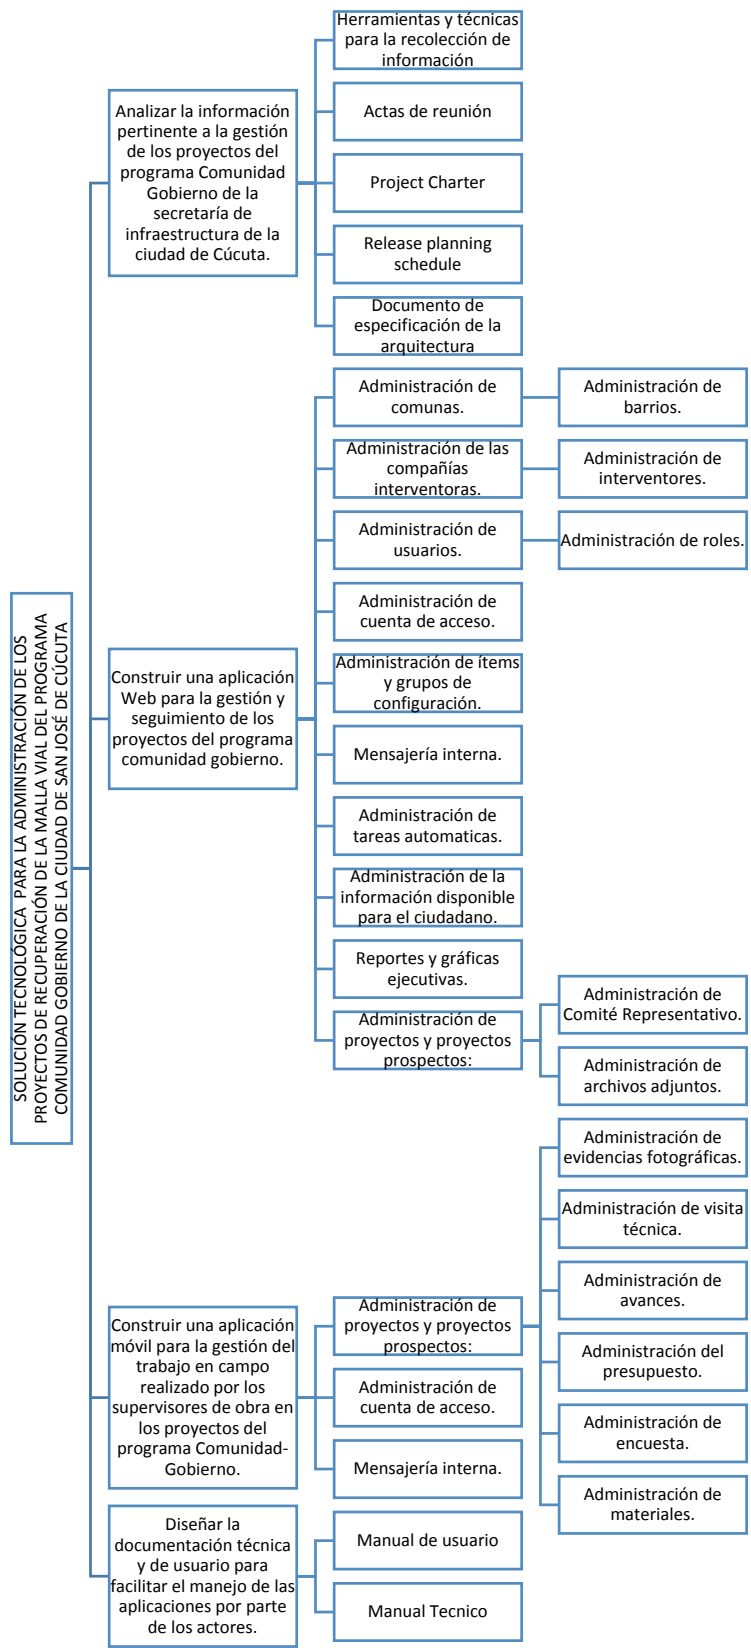 SOLUCIÓN TECNOLÓGICA PARA LA ADMINISTRACIÓN DE LOS
PROYECTOS DE RECUPERACIÓN DE LA MALLA VIAL DEL PROGRAMA
COMUNIDAD GOBIERNO DE LA CIUDAD DE SAN JOSÉ DE CÚCUTA
Analizar la información
pertinente a la gestión
de los proyectos del
programa Comunidad
Gobierno de la
secretaría de
infraestructura de la
ciudad de Cúcuta.
Herramientas y técnicas
para la recolección de
información
Actas de reunión
Project Charter
Release planning
schedule
Documento de
especificación de la
arquitectura
Construir una aplicación
Web para la gestión y
seguimiento de los
proyectos del programa
comunidad gobierno.
Administración de
comunas.
Administración de
barrios.
Administración de las
compañías
interventoras.
Administración de
interventores.
Administración de
usuarios.
Administración de roles.
Administración de
cuenta de acceso.
Administración de ítems
y grupos de
configuración.
Mensajería interna.
Administración de
tareas automaticas.
Administración de la
información disponible
para el ciudadano.
Reportes y gráficas
ejecutivas.
Administración de
proyectos y proyectos
prospectos:
Administración de
Comité Representativo.
Administración de
archivos adjuntos.
Construir una aplicación
móvil para la gestión del
trabajo en campo
realizado por los
supervisores de obra en
los proyectos del
programa Comunidad-
Gobierno.
Administración de
proyectos y proyectos
prospectos:
Administración de
evidencias fotográficas.
Administración de visita
técnica.
Administración de
avances.
Administración del
presupuesto.
Administración de
encuesta.
Administración de
materiales.
Administración de
cuenta de acceso.
Mensajería interna.
Diseñar la
documentación técnica
y de usuario para
facilitar el manejo de las
aplicaciones por parte
de los actores.
Manual de usuario
Manual Tecnico